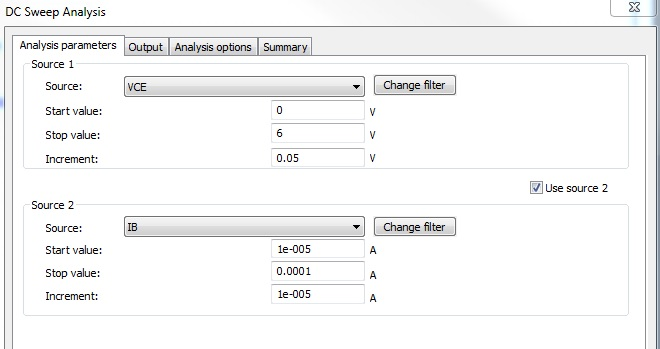 DC Sweep Analysis
Analysis parameters Output Analysis options Summary
Source 1
Source: VCE Change filter
Start value: 0 V
Stop value: 6 V
Increment: 0.05 V
Use source 2
Source 2
Source: IB Change filter
Start value: 1e-005 A
Stop value: 0.0001 A
Increment: 1e-005 A